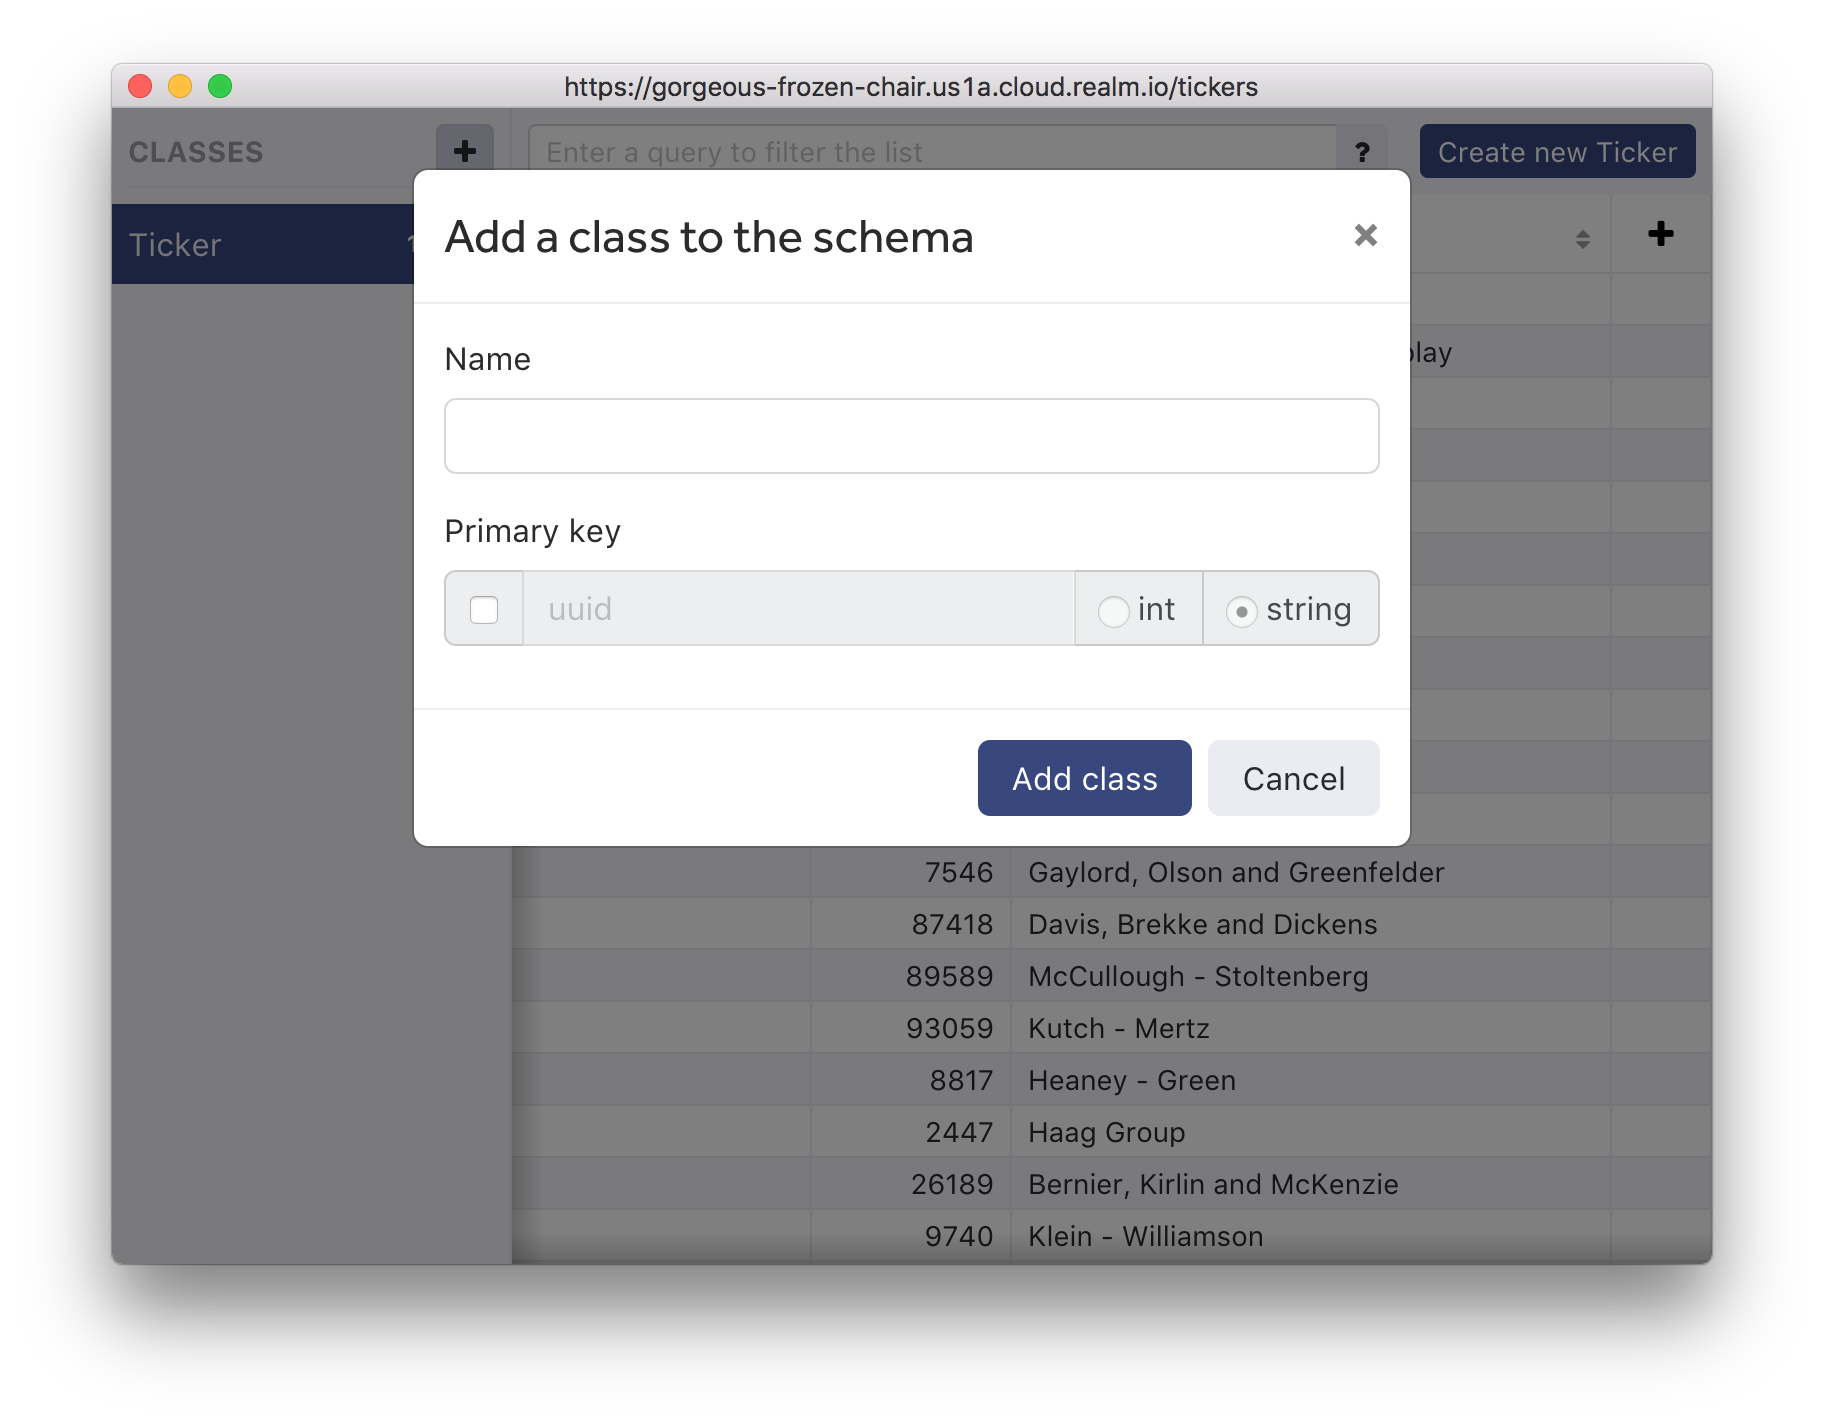 https://gorgeous-frozen-chair.us1a.cloud.realm.io/tickers
CLASSES
Enter a query to filter the list
?
Create new Ticker
Ticker
Add a class to the schema
Name
Primary key
uuid
int
string
Add class
Cancel
7546 Gaylord, Olson and Greenfelder
87418 Davis, Brekke and Dickens
89589 McCullough - Stoltenberg
93059 Kutch - Mertz
8817 Heaney - Green
2447 Haag Group
26189 Bernier, Kirlin and McKenzie
9740 Klein - Williamson